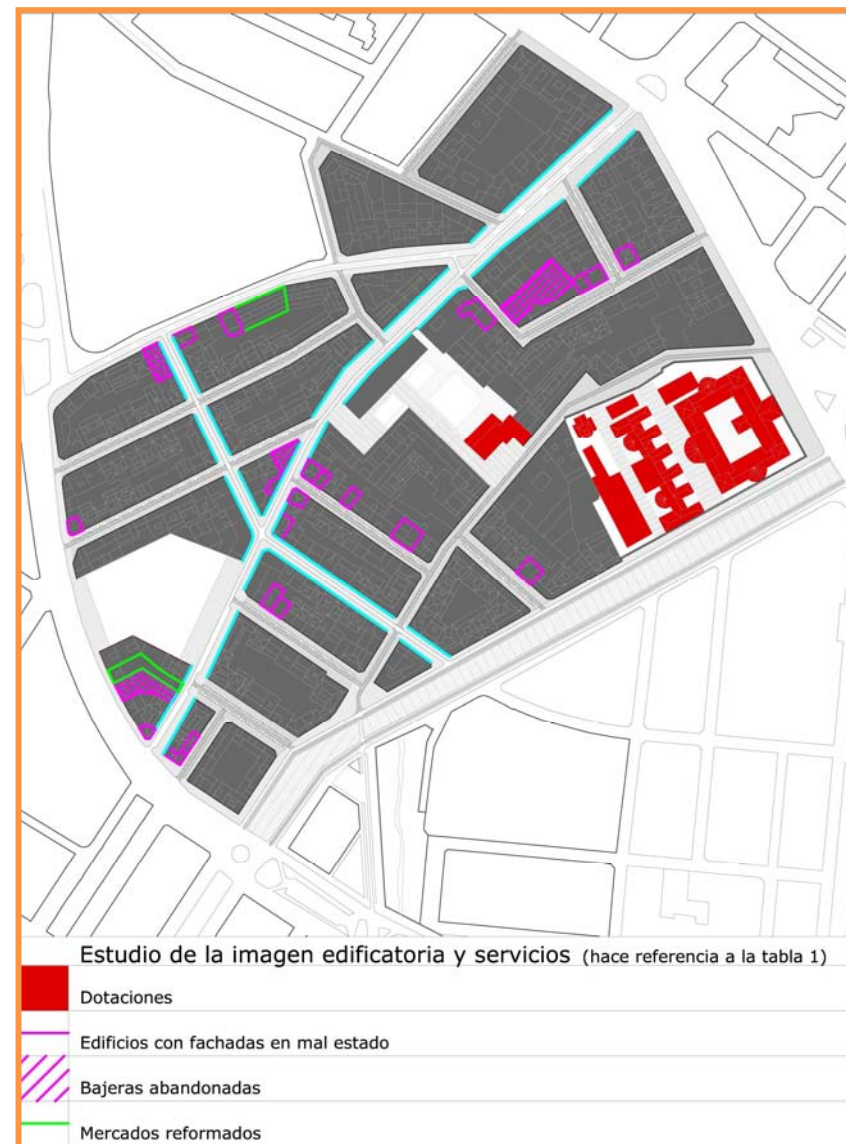 Estudio de la imagen edificatoria y servicios (hace referencia a la tabla 1)
Dotaciones
Edificios con fachadas en mal estado
Bajeras abandonadas
Mercados reformados